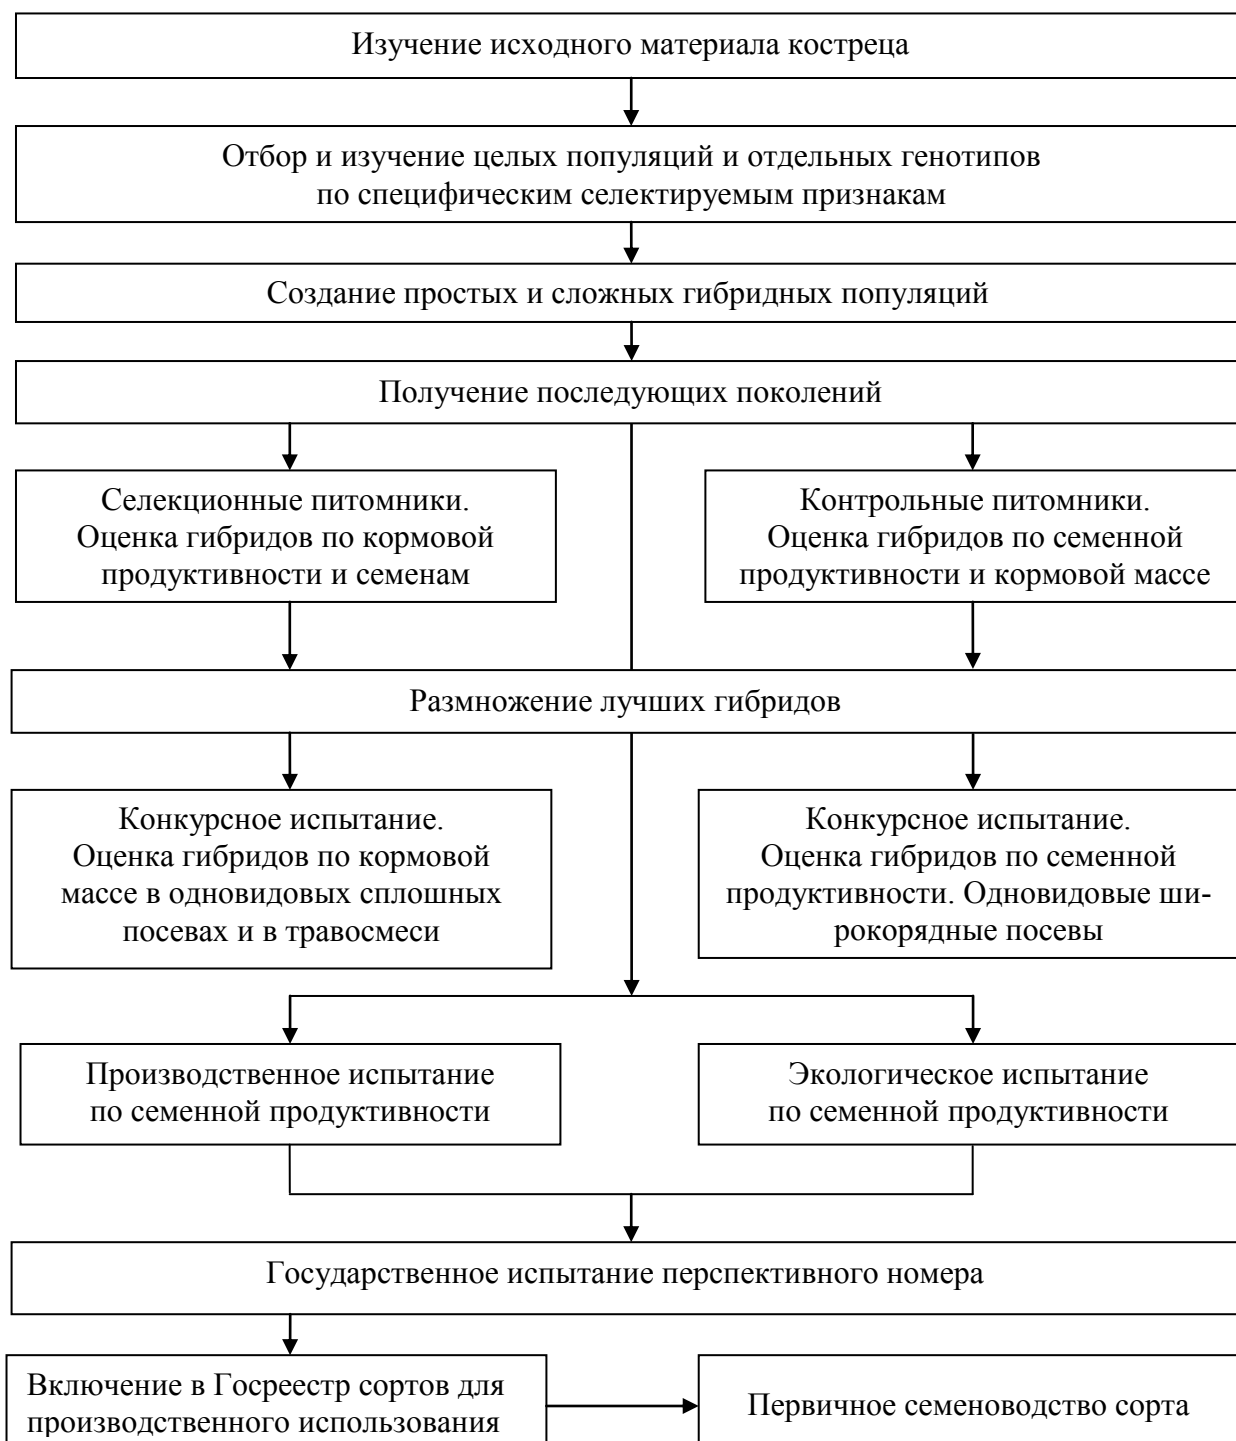 Изучение исходного материала костреца
Отбор и изучение целых популяций и отдельных генотипов
по специфическим селектируемым признакам
Создание простых и сложных гибридных популяций
Получение последующих поколений
Селекционные питомники.
Оценка гибридов по кормовой
продуктивности и семенам
Контрольные питомники.
Оценка гибридов по семенной
продуктивности и кормовой массе
Размножение лучших гибридов
Конкурсное испытание.
Оценка гибридов по кормовой
массе в одновидовых сплошных
посевах и в травосмеси
Конкурсное испытание.
Оценка гибридов по семенной
продуктивности. Одновидовые ши-
рокорядные посевы
Производственное испытание
по семенной продуктивности
Экологическое испытание
по семенной продуктивности
Государственное испытание перспективного номера
Включение в Госреестр сортов для
производственного использования
Первичное семеноводство сорта